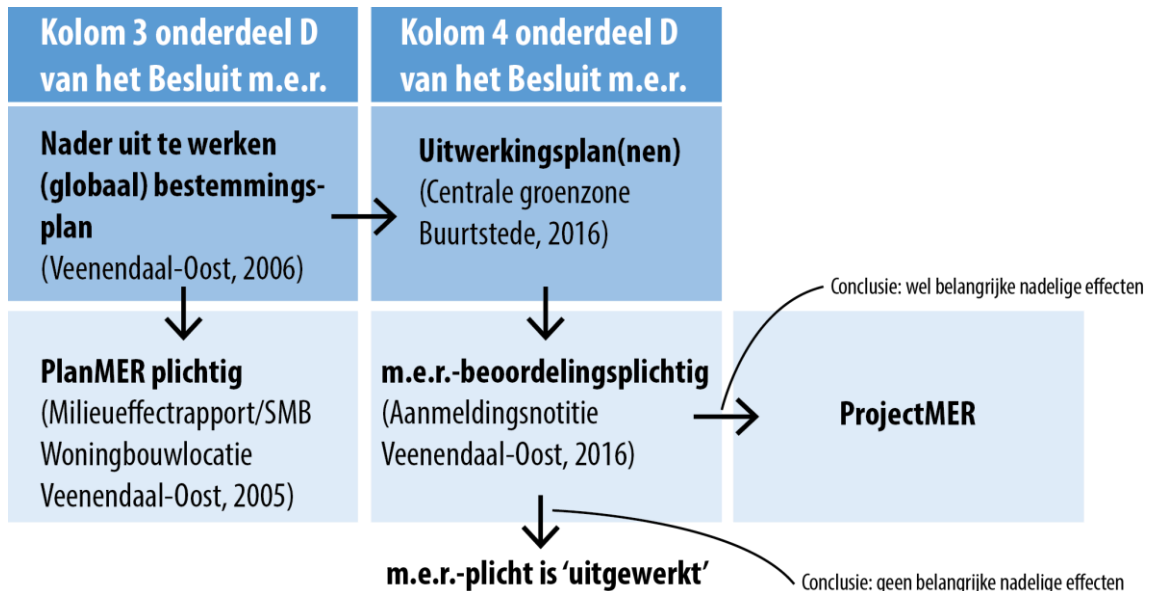 Kolom 3 onderdeel D
van het Besluit m.e.r.
Kolom 4 onderdeel D
van het Besluit m.e.r.
Nader uit te werken
(globaal) bestemmings-
plan
(Veenendaal-Oost, 2006)
Uitwerkingsplan(nen)
(Centrale groenzone
Buurtstede, 2016)
Conclusie: wel belangrijke nadelige effecten
PlanMER plichtig
(Milieueffectrapport/SMB
Woningbouwlocatie
Veenendaal-Oost, 2005)
m.e.r.-beoordelingsplichtig
(Aanmeldingsnotitie
Veenendaal-Oost, 2016)
ProjectMER
m.e.r.-plicht is ‘uitgewerkt’
Conclusie: geen belangrijke nadelige effecten